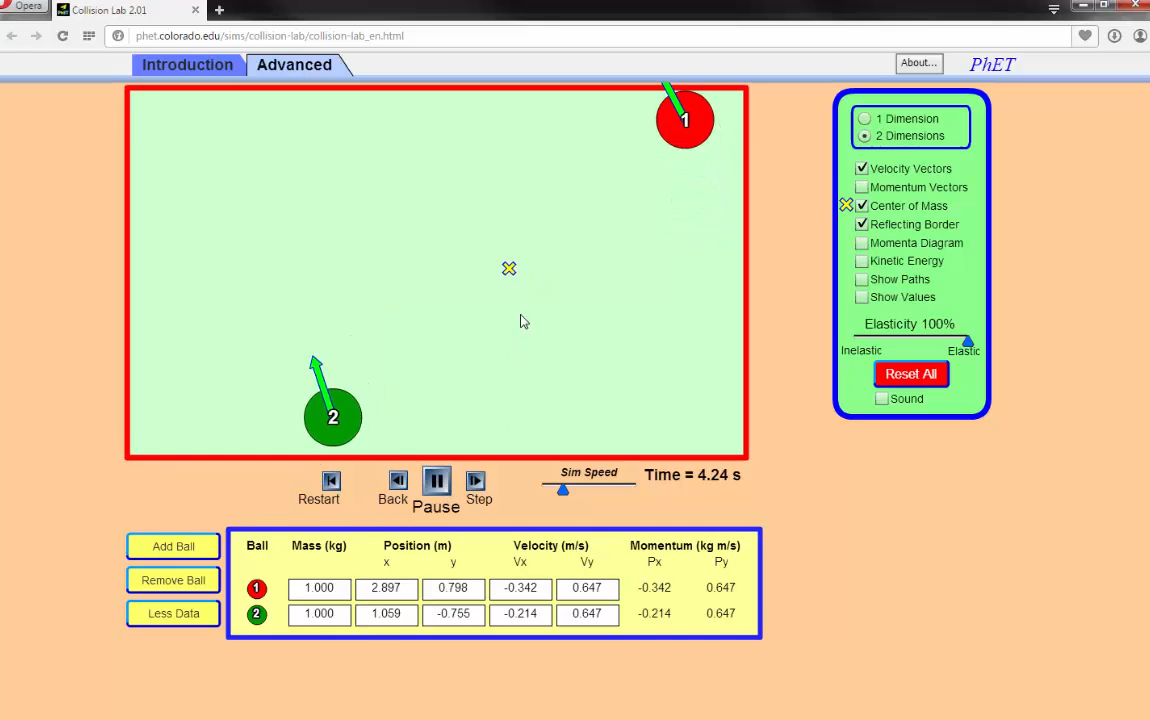 Opera
Collision Lab 2.01
phet.colorado.edu/sims/collision-lab/collision-lab_en.html
Introduction Advanced About... PhET
1
2
1 Dimension
2 Dimensions
Velocity Vectors
Momentum Vectors
Center of Mass
Reflecting Border
Momenta Diagram
Kinetic Energy
Show Paths
Show Values
Elasticity 100%
Inelastic Elastic
Reset All
Sound
Restart Back Pause Step
Sim Speed
Time = 4.24 s
Add Ball
Remove Ball
Less Data
Ball Mass (kg) Position (m) Velocity (m/s) Momentum (kg m/s)
x y Vx Vy Px Py
1 1.000 2.897 0.798 -0.342 0.647 -0.342 0.647
2 1.000 1.059 -0.755 -0.214 0.647 -0.214 0.647